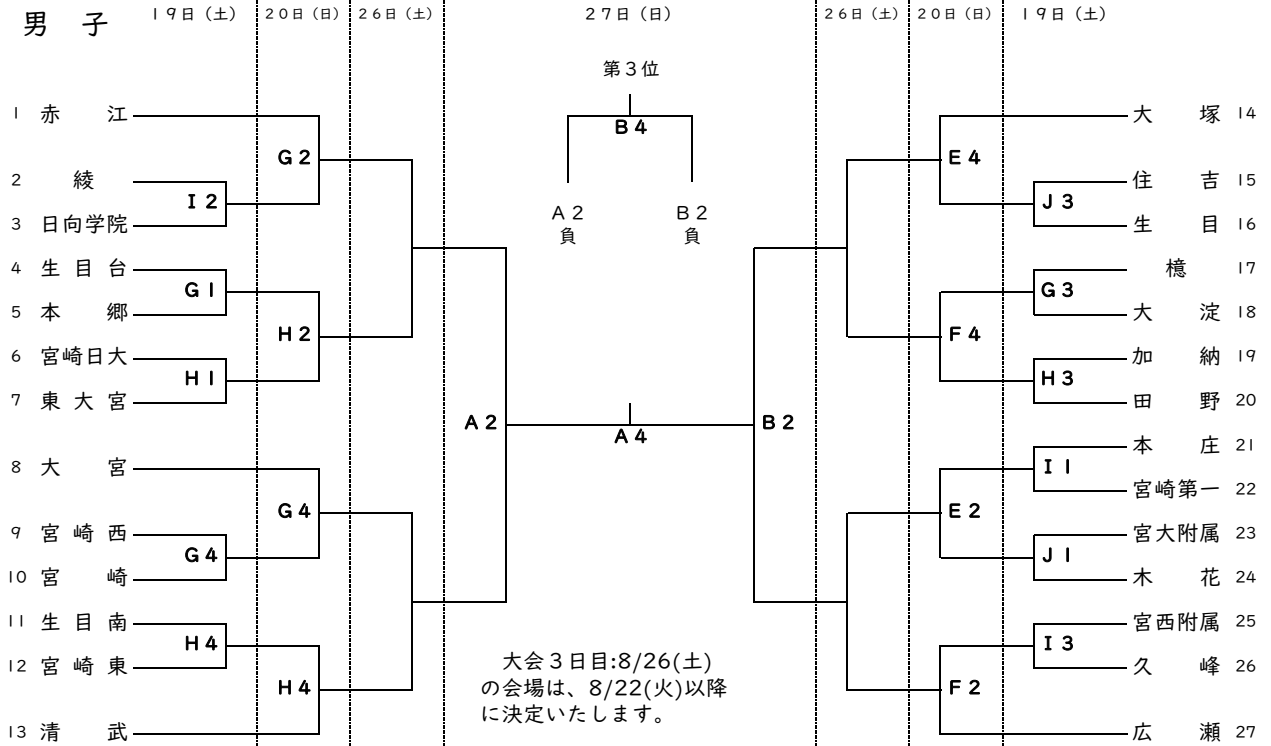 男 子
19日(土) 20日(日) 26日(土) 27日(日) 26日(土) 20日(日) 19日(土)
第3位
B4
A2負
B2負
1 赤江
2 綾
3 日向学院
4 生目台
5 本郷
6 宮崎日大
7 東大宮
8 大宮
9 宮崎西
10 宮崎
11 生目南
12 宮崎東
13 清武
I2
G1
H1
G4
H4
G2
H2
G4
H4
A2
A4
B2
E4
F4
E2
F2
J3
G3
H3
I1
J1
I3
大塚 14
住吉 15
生目 16
檍 17
大淀 18
加納 19
田野 20
本庄 21
宮崎第一 22
宮大附属 23
木花 24
宮西附属 25
久峰 26
広瀬 27
大会3日目:8/26(土)
の会場は、8/22(火)以降
に決定いたします。